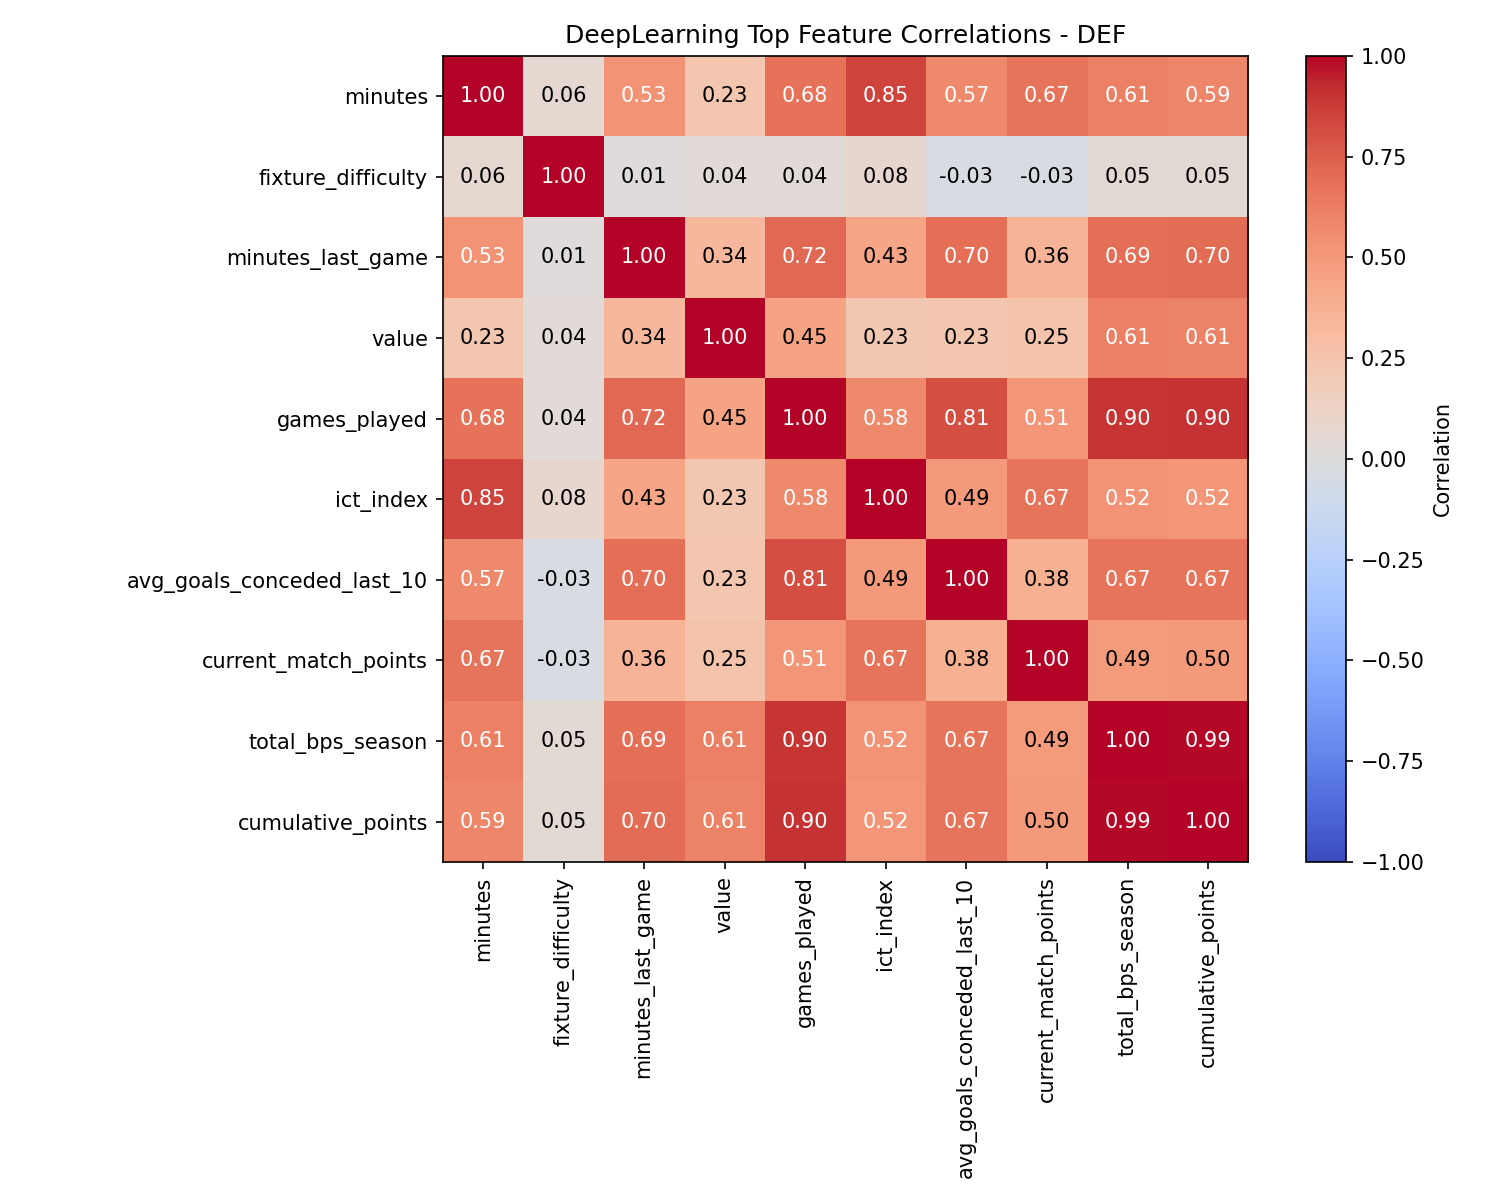 DeepLearning Top Feature Correlations - DEF
minutes 1.00 0.06 0.53 0.23 0.68 0.85 0.57 0.67 0.61 0.59
fixture_difficulty 0.06 1.00 0.01 0.04 0.04 0.08 -0.03 -0.03 0.05 0.05
minutes_last_game 0.53 0.01 1.00 0.34 0.72 0.43 0.70 0.36 0.69 0.70
value 0.23 0.04 0.34 1.00 0.45 0.23 0.23 0.25 0.61 0.61
games_played 0.68 0.04 0.72 0.45 1.00 0.58 0.81 0.51 0.90 0.90
ict_index 0.85 0.08 0.43 0.23 0.58 1.00 0.49 0.67 0.52 0.52
avg_goals_conceded_last_10 0.57 -0.03 0.70 0.23 0.81 0.49 1.00 0.38 0.67 0.67
current_match_points 0.67 -0.03 0.36 0.25 0.51 0.67 0.38 1.00 0.49 0.50
total_bps_season 0.61 0.05 0.69 0.61 0.90 0.52 0.67 0.49 1.00 0.99
cumulative_points 0.59 0.05 0.70 0.61 0.90 0.52 0.67 0.50 0.99 1.00
minutes
fixture_difficulty
minutes_last_game
value
games_played
ict_index
avg_goals_conceded_last_10
current_match_points
total_bps_season
cumulative_points
1.00
0.75
0.50
0.25
0.00
−0.25
−0.50
−0.75
−1.00
Correlation